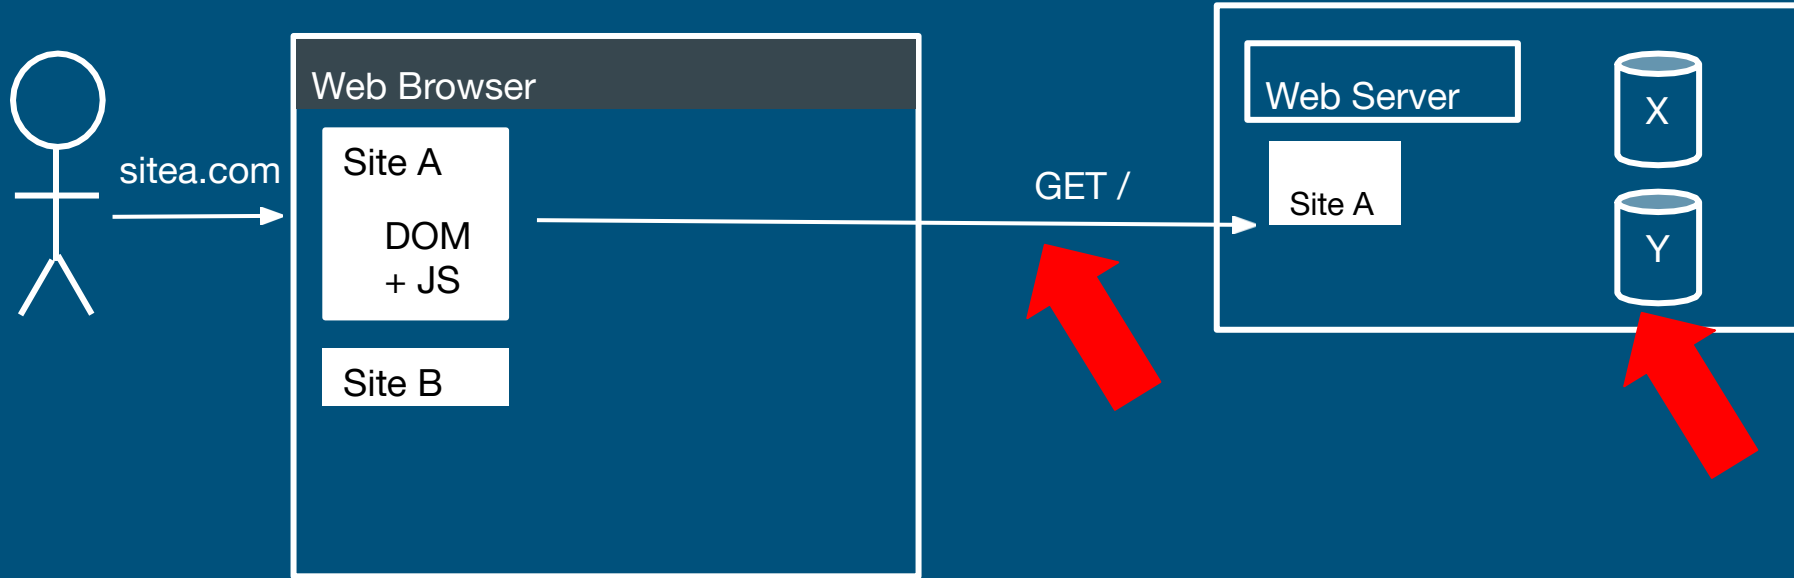 sitea.com
Web Browser
Site A
DOM
+ JS
Site B
GET /
Web Server
Site A
X
Y